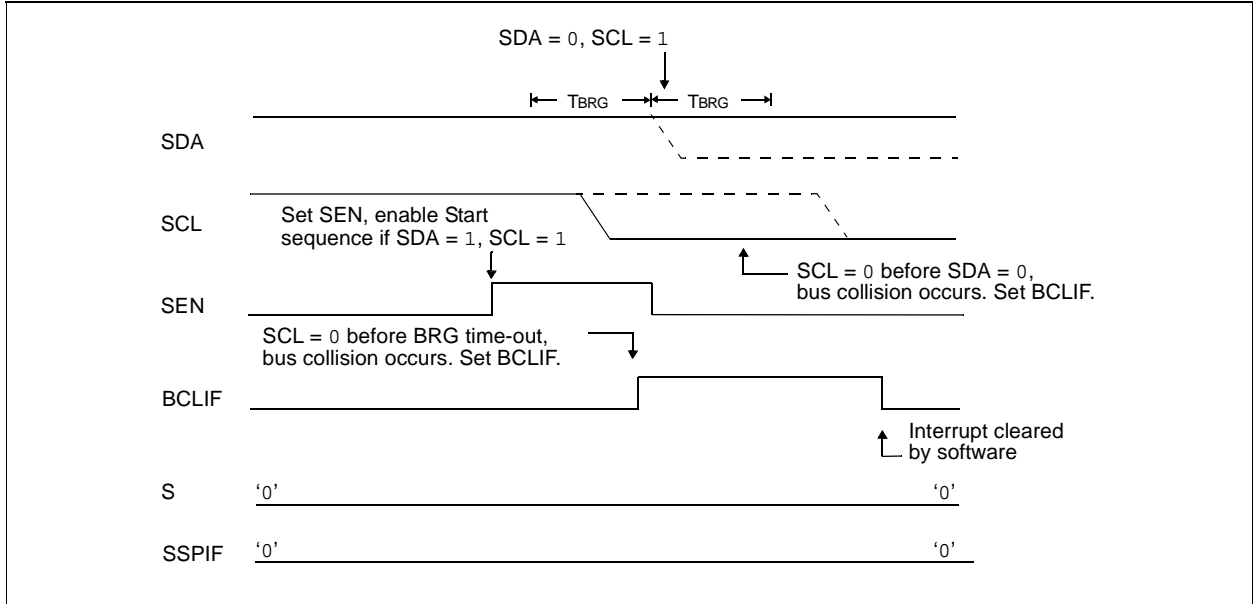 SDA = 0, SCL = 1
TBRG TBRG
SDA
SCL
Set SEN, enable Start
sequence if SDA = 1, SCL = 1
SCL = 0 before SDA = 0,
bus collision occurs. Set BCLIF.
SEN
SCL = 0 before BRG time-out,
bus collision occurs. Set BCLIF.
BCLIF
Interrupt cleared
by software
S ‘0’ ‘0’
SSPIF ‘0’ ‘0’